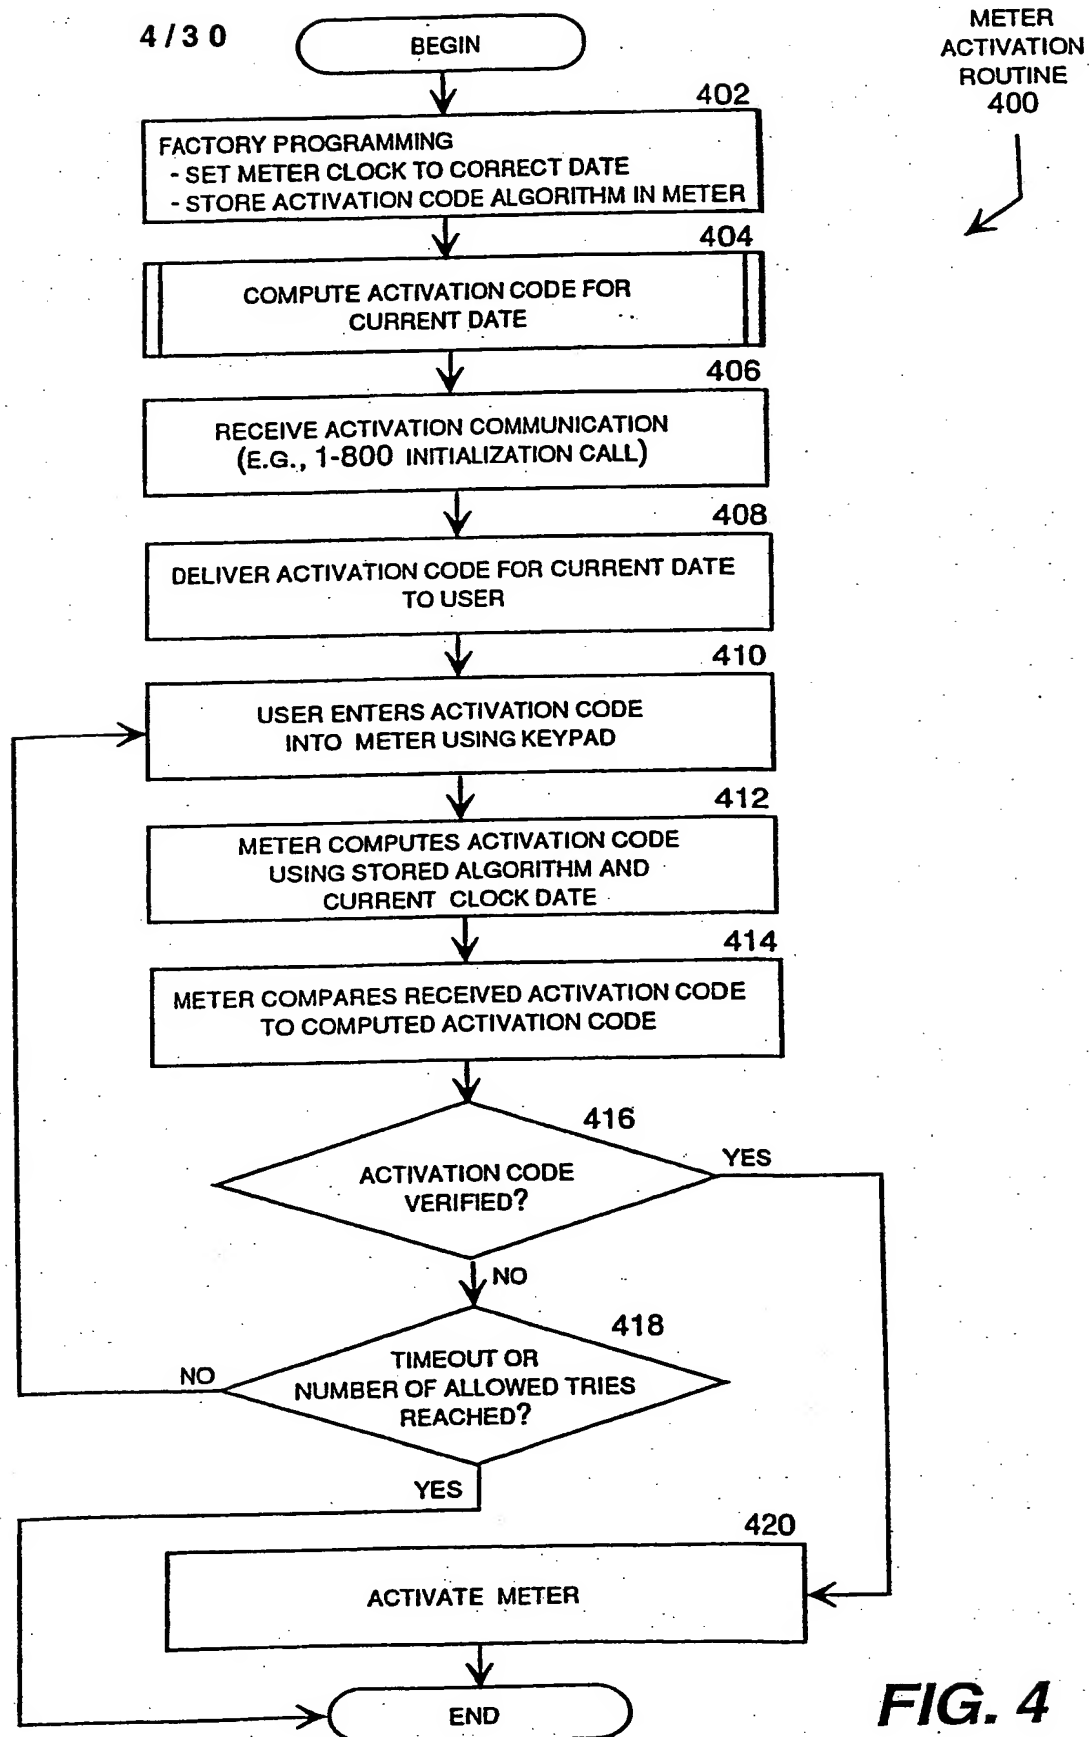 4/30
BEGIN
METER
ACTIVATION
ROUTINE
400
402
FACTORY PROGRAMMING
- SET METER CLOCK TO CORRECT DATE
- STORE ACTIVATION CODE ALGORITHM IN METER
404
COMPUTE ACTIVATION CODE FOR
CURRENT DATE
406
RECEIVE ACTIVATION COMMUNICATION
(E.G., 1-800 INITIALIZATION CALL)
408
DELIVER ACTIVATION CODE FOR CURRENT DATE
TO USER
410
USER ENTERS ACTIVATION CODE
INTO METER USING KEYPAD
412
METER COMPUTES ACTIVATION CODE
USING STORED ALGORITHM AND
CURRENT CLOCK DATE
414
METER COMPARES RECEIVED ACTIVATION CODE
TO COMPUTED ACTIVATION CODE
416
ACTIVATION CODE
VERIFIED?
YES
NO
418
TIMEOUT OR
NUMBER OF ALLOWED TRIES
REACHED?
NO
YES
420
ACTIVATE METER
END
FIG. 4